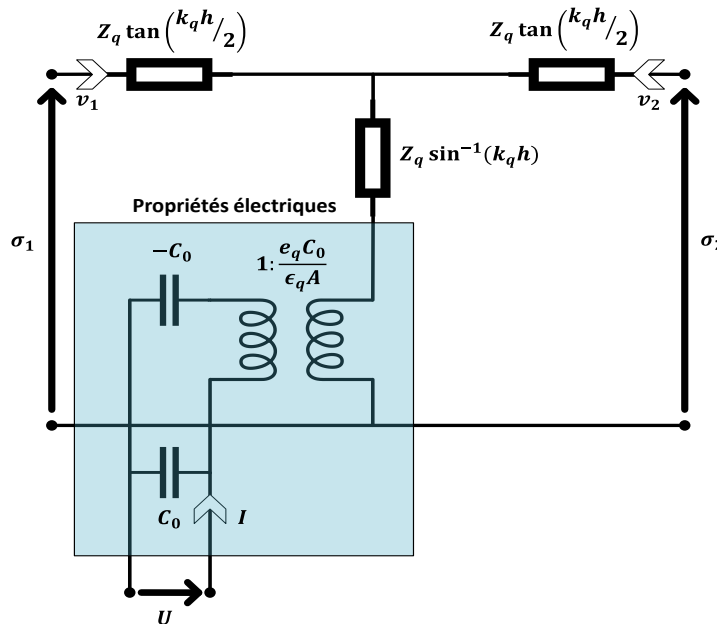 Z_q tan (k_q h/2)
Z_q tan (k_q h/2)
v_1
v_2
Z_q sin^{-1}(k_q h)
Propriétés électriques
σ_1
σ_2
-C_0
1: e_q C_0 / ϵ_q A
C_0
I
U